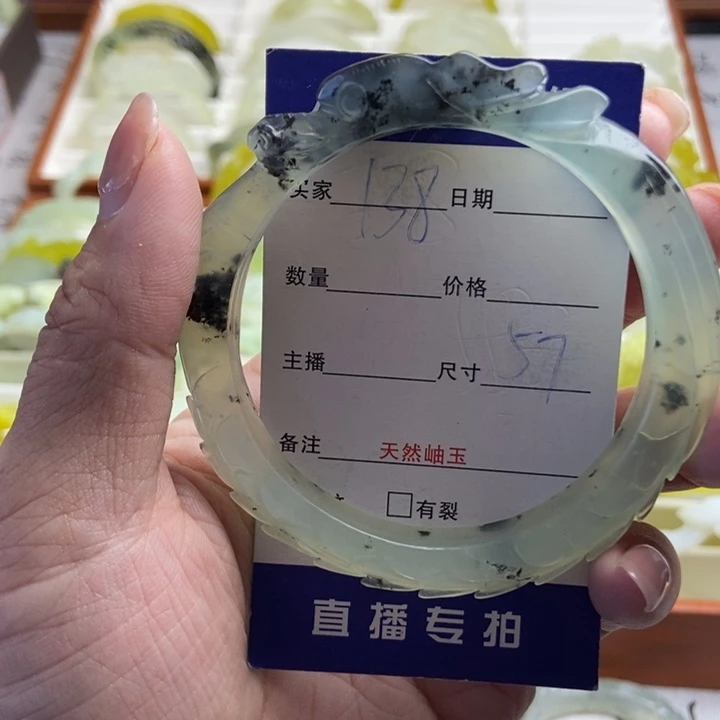 买家 138 日期
数量 价格
主播 尺寸 57
备注 天然岫玉
□有裂
直播专拍